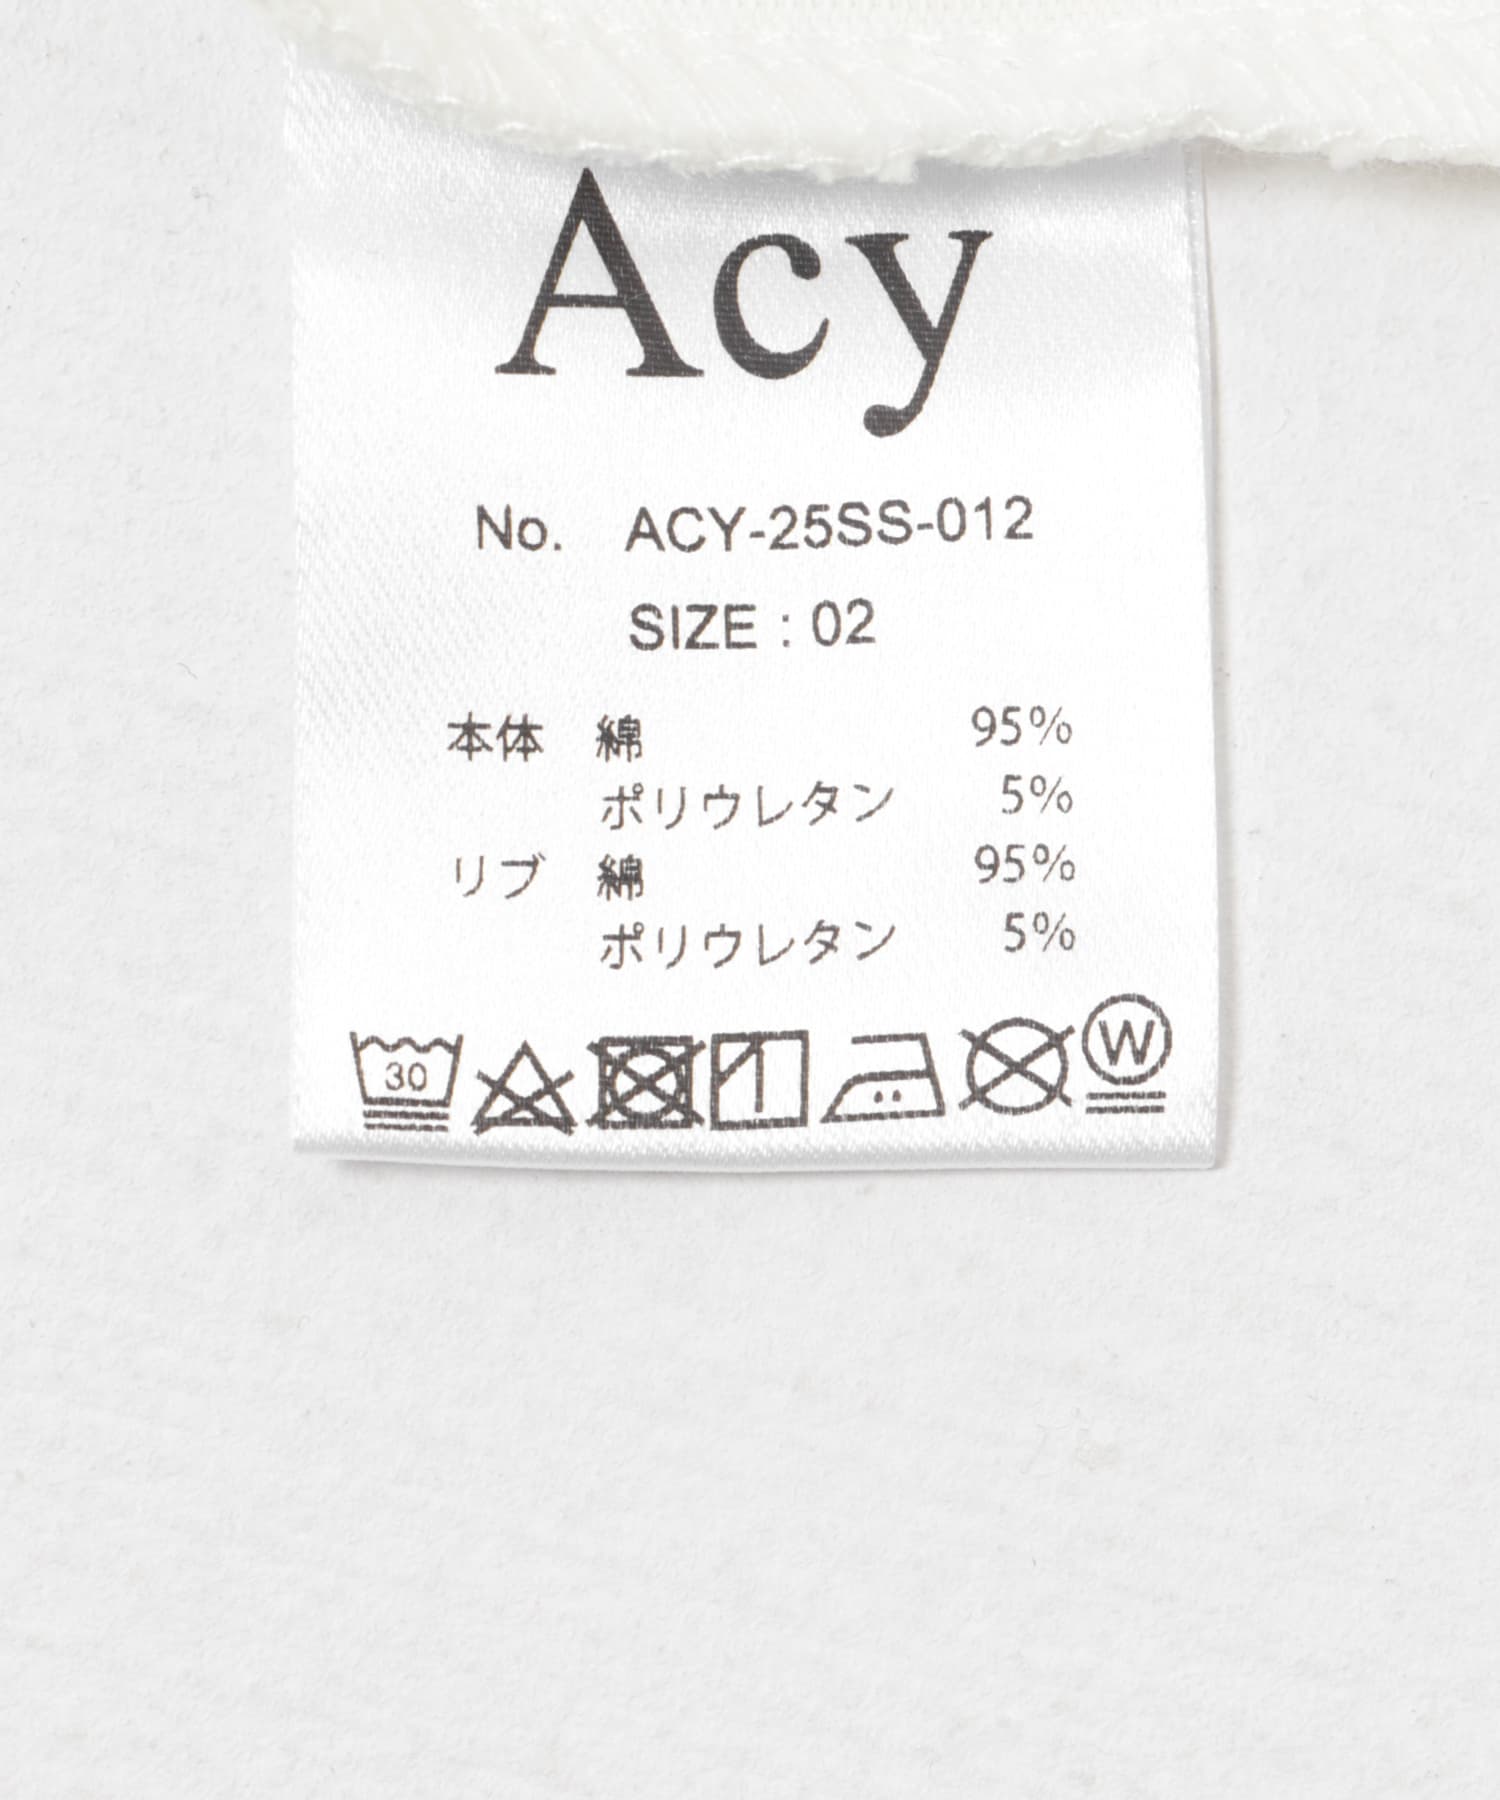 Acy
No. ACY-25SS-012
SIZE : 02
本体 綿 95%
ポリウレタン 5%
リブ 綿 95%
ポリウレタン 5%
30 W